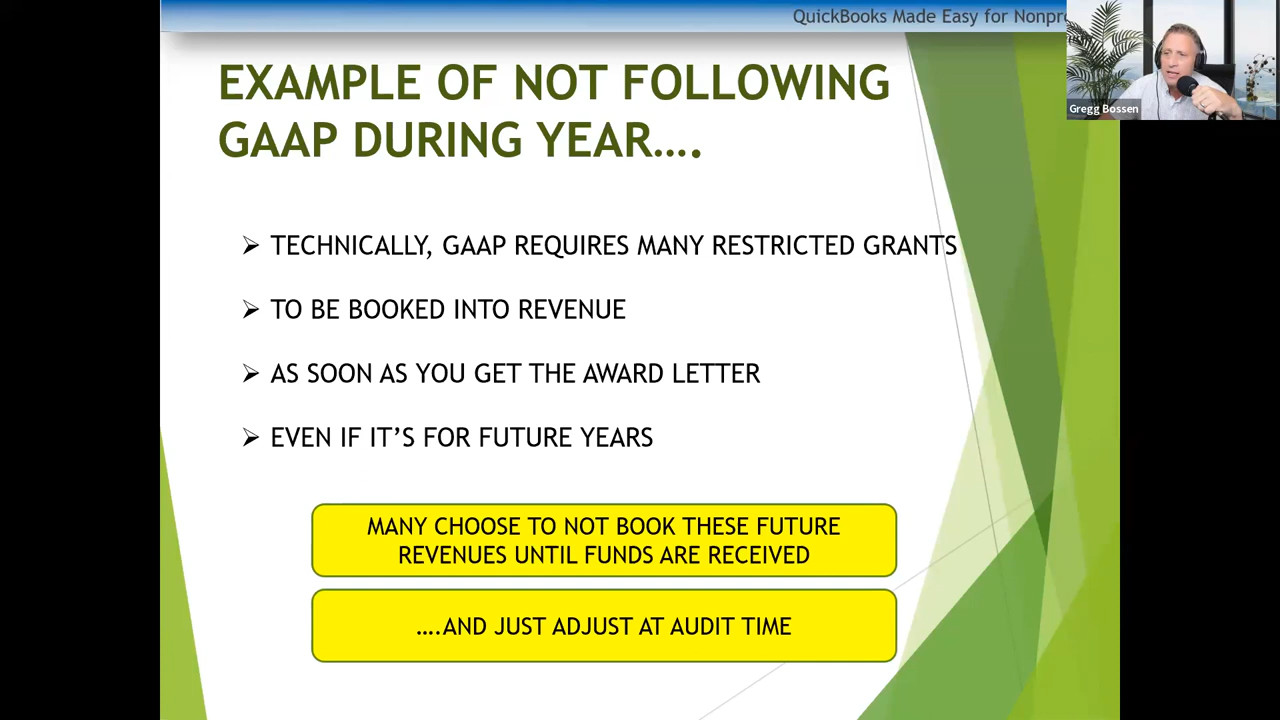 QuickBooks Made Easy for Nonpro
Gregg Bossen
EXAMPLE OF NOT FOLLOWING
GAAP DURING YEAR....
TECHNICALLY, GAAP REQUIRES MANY RESTRICTED GRANTS
TO BE BOOKED INTO REVENUE
AS SOON AS YOU GET THE AWARD LETTER
EVEN IF IT’S FOR FUTURE YEARS
MANY CHOOSE TO NOT BOOK THESE FUTURE
REVENUES UNTIL FUNDS ARE RECEIVED
....AND JUST ADJUST AT AUDIT TIME